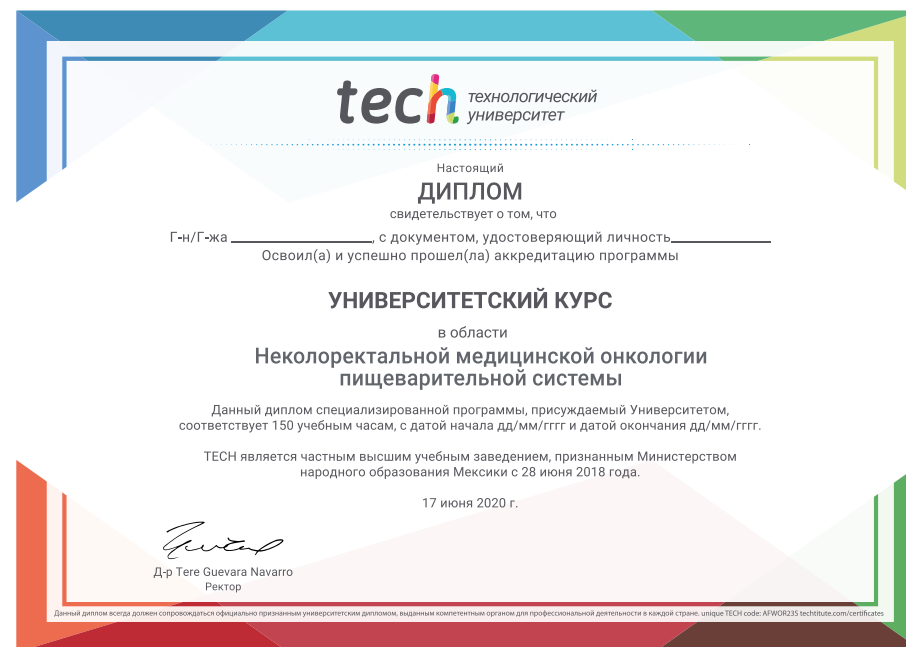 tech технологический
университет
Настоящий
ДИПЛОМ
свидетельствует о том, что
Г-н/Г-жа ____________________, с документом, удостоверяющий личность______________
Освоил(а) и успешно прошел(ла) аккредитацию программы
УНИВЕРСИТЕТСКИЙ КУРС
в области
Неколоректальной медицинской онкологии
пищеварительной системы
Данный диплом специализированной программы, присуждаемый Университетом,
соответствует 150 учебным часам, с датой начала дд/мм/гггг и датой окончания дд/мм/гггг.
TECH является частным высшим учебным заведением, признанным Министерством
народного образования Мексики с 28 июня 2018 года.
17 июня 2020 г.
Д-р Tere Guevara Navarro
Ректор
Данный диплом всегда должен сопровождаться официально признанным университетским дипломом, выданным компетентным органом для профессиональной деятельности в каждой стране. unique TECH code: AFWOR23S techtitute.com/certificates